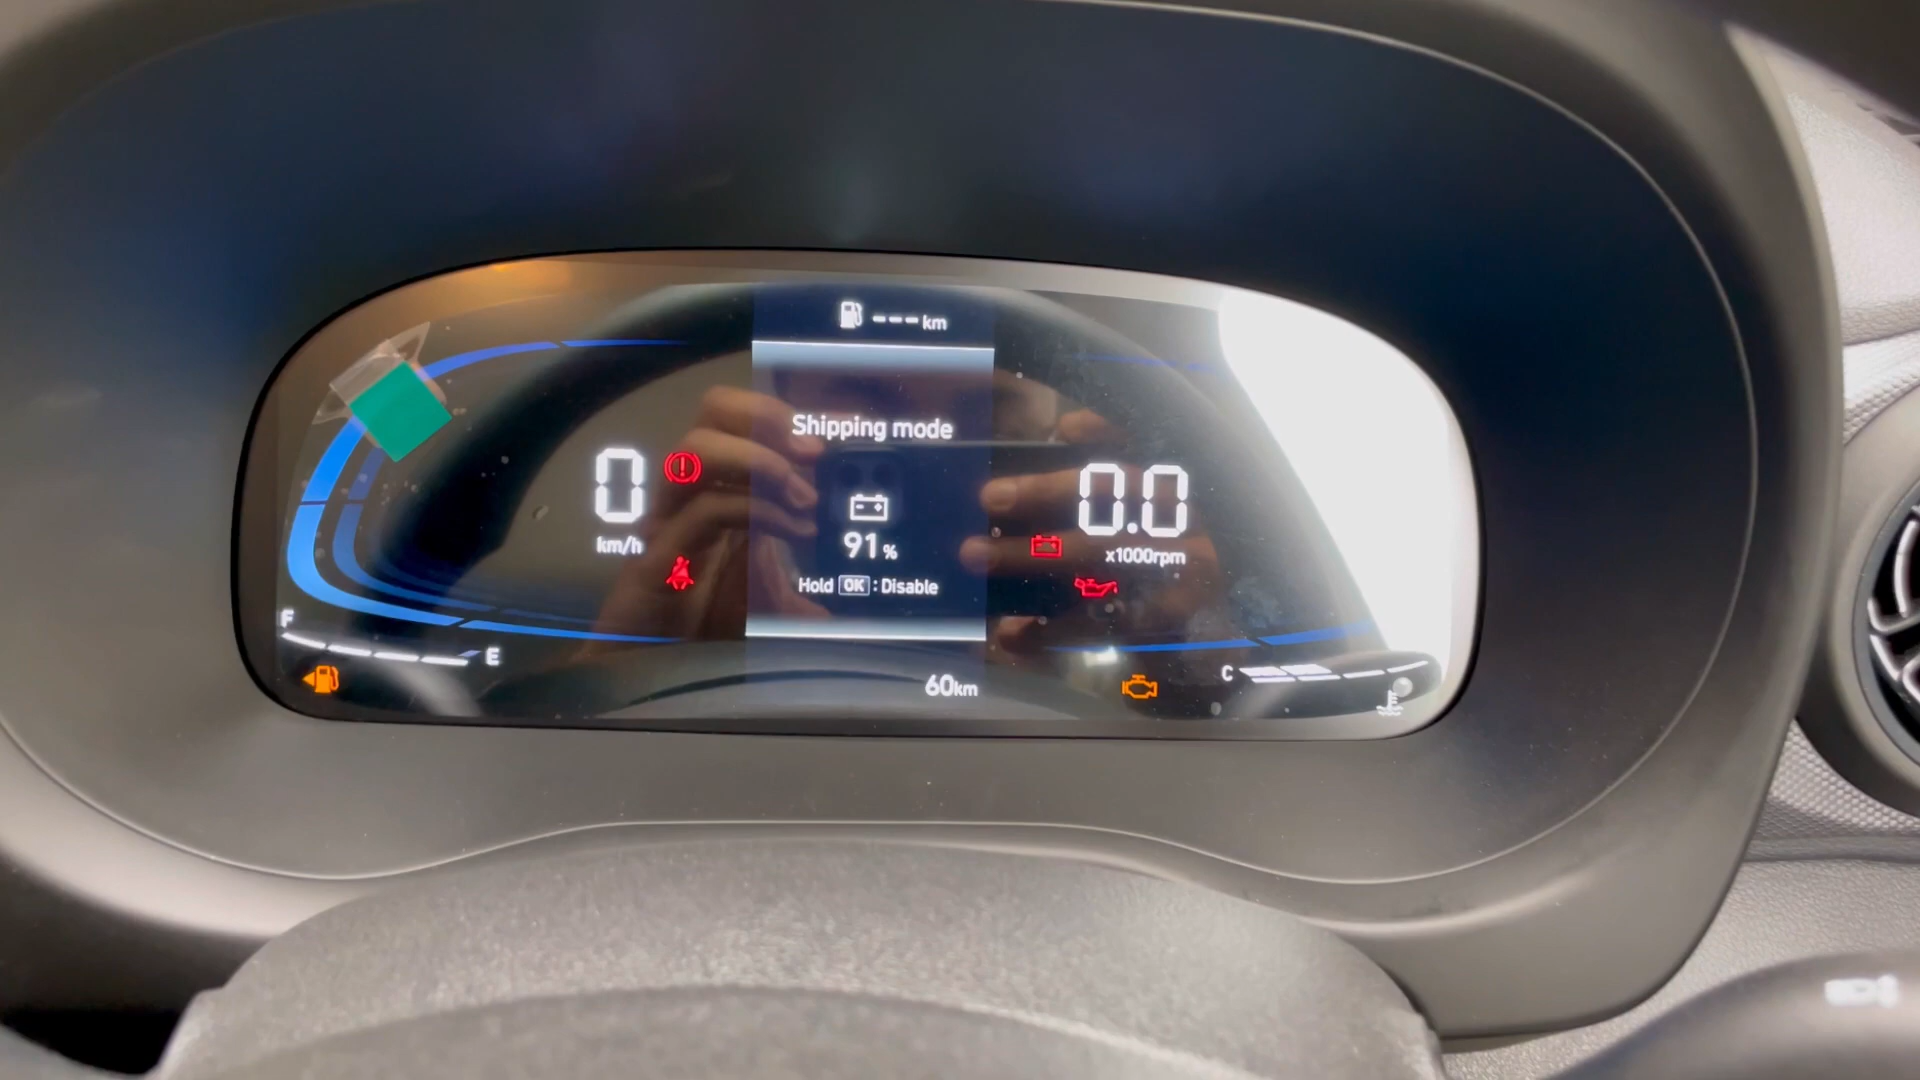 --- km
Shipping mode
0
km/h
91 %
Hold OK : Disable
0.0
x1000rpm
F
E
60km
C